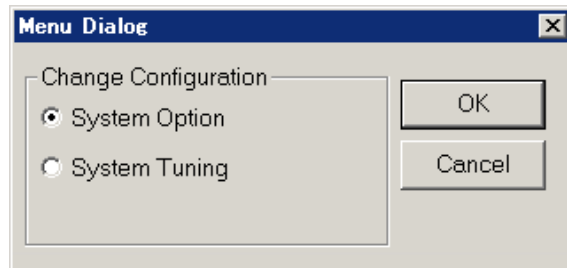 Menu Dialog
Change Configuration
System Option
System Tuning
OK
Cancel